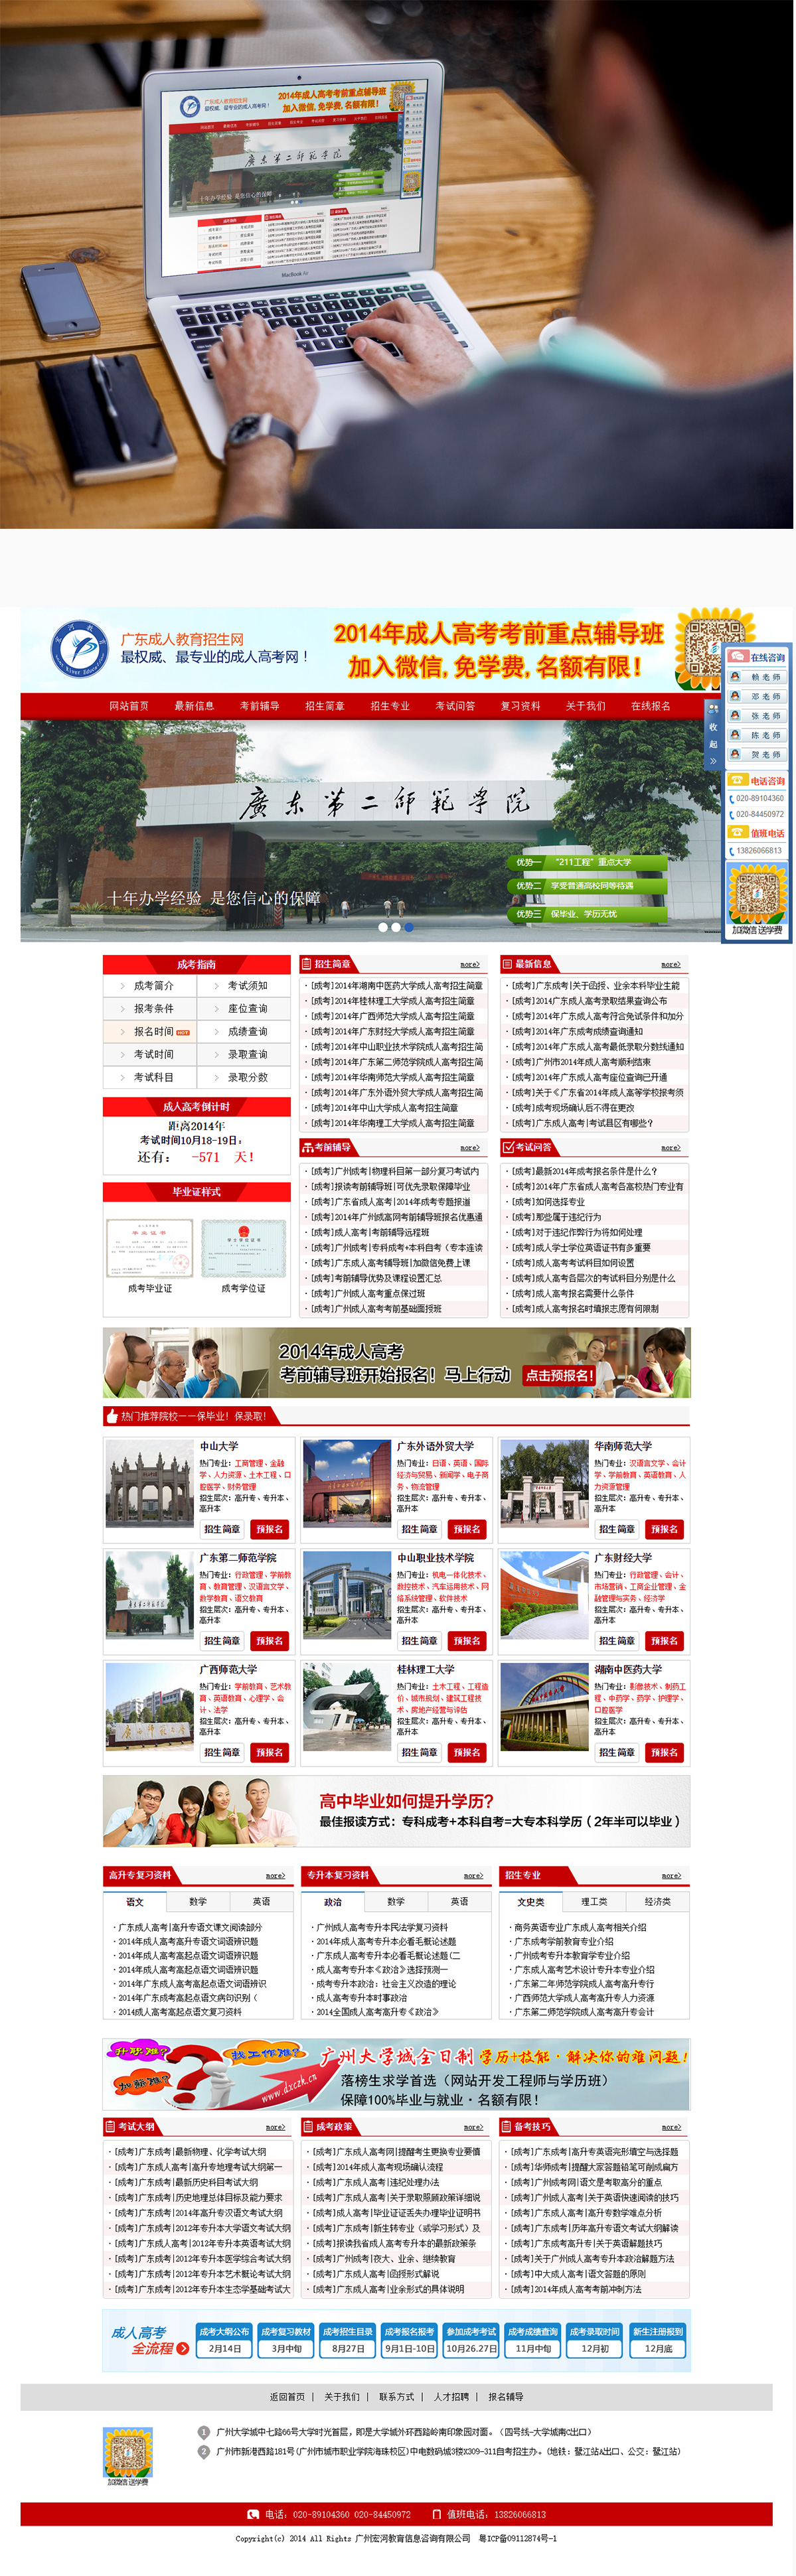 广东成人教育招生网
最权威、最专业的成人高考网！
2014年成人高考考前重点辅导班
加入微信,免学费,名额有限！
网站首页 最新信息 考前辅导 招生简章 招生专业 考试问答 复习资料 关于我们 在线报名
在线咨询
赖老师
邓老师
张老师
陈老师
贺老师
收起
电话咨询
020-89104360
020-84450972
值班电话
13826066813
加微信 送学费
廣东第二师範学院
十年办学经验 是您信心的保障
优势一 “211工程”重点大学
优势二 享受普通高校同等待遇
优势三 保毕业、学历无忧
成考指南
成考简介 考试须知
报考条件 座位查询
报名时间 HOT 成绩查询
考试时间 录取查询
考试科目 录取分数
成人高考倒计时
距离2014年
考试时间10月18-19日:
还有: -571 天!
毕业证样式
成考毕业证 成考学位证
招生简章 more>
·[成考]2014年湖南中医药大学成人高考招生简章
·[成考]2014年桂林理工大学成人高考招生简章
·[成考]2014年广西师范大学成人高考招生简章
·[成考]2014年广东财经大学成人高考招生简章
·[成考]2014年中山职业技术学院成人高考招生简
·[成考]2014年广东第二师范学院成人高考招生简
·[成考]2014年华南师范大学成人高考招生简章
·[成考]2014年广东外语外贸大学成人高考招生简
·[成考]2014年中山大学成人高考招生简章
·[成考]2014年华南理工大学成人高考招生简章
最新信息 more>
·[成考]广东成考|关于函授、业余本科毕业生能
·[成考]2014广东成人高考录取结果查询公布
·[成考]2014年广东成人高考符合免试条件和加分
·[成考]2014年广东成考成绩查询通知
·[成考]2014年广东成人高考最低录取分数线通知
·[成考]广州市2014年成人高考顺利结束
·[成考]2014年广东成人高考座位查询已开通
·[成考]关于《广东省2014年成人高等学校报考须
·[成考]成考现场确认后不得在更改
·[成考]广东成人高考|考试县区有哪些?
考前辅导 more>
·[成考]广州成考|物理科目第一部分复习考试内
·[成考]报读考前辅导班|可优先录取保障毕业
·[成考]广东省成人高考|2014年成考专题报道
·[成考]2014年广州成高网考前辅导班报名优惠通
·[成考]成人高考|考前辅导远程班
·[成考]广州成考|专科成考+本科自考(专本连读
·[成考]广东成人高考辅导班|加微信免费上课
·[成考]考前辅导优势及课程设置汇总
·[成考]广州成人高考重点保过班
·[成考]广州成人高考考前基础面授班
考试问答 more>
·[成考]最新2014年成考报名条件是什么?
·[成考]2014年广东省成人高考各高校热门专业有
·[成考]如何选择专业
·[成考]那些属于违纪行为
·[成考]对于违纪作弊行为将如何处理
·[成考]成人学士学位英语证书有多重要
·[成考]成人高考考试科目如何设置
·[成考]成人高考各层次的考试科目分别是什么
·[成考]成人高考报名需要什么条件
·[成考]成人高考报名时填报志愿有何限制
2014年成人高考
考前辅导班开始报名！马上行动 点击预报名!
热门推荐院校——保毕业！保录取!
中山大学
热门专业: 工商管理、金融学、人力资源、土木工程、口腔医学、财务管理
招生层次: 高升专、专升本、高升本
招生简章 预报名
广东外语外贸大学
热门专业: 日语、英语、国际经济与贸易、新闻学、电子商务、物流管理
招生层次: 高升专、专升本、高升本
招生简章 预报名
华南师范大学
热门专业: 汉语言文学、会计学、学前教育、英语教育、人力资源管理
招生层次: 高升专、专升本、高升本
招生简章 预报名
广东第二师范学院
热门专业: 行政管理、学前教育、教育管理、汉语言文学、数学教育、语文教育
招生层次: 高升专、专升本、高升本
招生简章 预报名
中山职业技术学院
热门专业: 机电一体化技术、数控技术、汽车运用技术、网络系统管理、软件技术
招生层次: 高升专、专升本、高升本
招生简章 预报名
广东财经大学
热门专业: 行政管理、会计、市场营销、工商企业管理、金融管理与实务、经济学
招生层次: 高升专、专升本、高升本
招生简章 预报名
广西师范大学
热门专业: 学前教育、艺术教育、英语教育、心理学、会计、法学
招生层次: 高升专、专升本、高升本
招生简章 预报名
桂林理工大学
热门专业: 土木工程、工程造价、城市规划、建筑工程技术、房地产经营与评估
招生层次: 高升专、专升本、高升本
招生简章 预报名
湖南中医药大学
热门专业: 影像技术、制药工程、中药学、药学、护理学、口腔医学
招生层次: 高升专、专升本、高升本
招生简章 预报名
高中毕业如何提升学历？
最佳报读方式：专科成考+本科自考=大专本科学历（2年半可以毕业）
高升专复习资料 more>
语文 数学 英语
·广东成人高考|高升专语文课文阅读部分
·2014年成人高考高升专语文词语辨识题
·2014年成人高考高起点语文词语辨识题
·2014年成人高考高起点语文词语辨识题
·2014年广东成人高考高起点语文词语辨识
·2014年广东成考高起点语文病句识别(
·2014成人高考高起点语文复习资料
专升本复习资料 more>
政治 数学 英语
·广州成人高考专升本民法学复习资料
·2014年成人高考专升本必看毛概论述题
·广东成人高考专升本必看毛概论述题(二
·成人高考专升本《政治》选择预测一
·成考专升本政治: 社会主义改造的理论
·成人高考专升本时事政治
·2014全国成人高考高升专《政治》
招生专业 more>
文史类 理工类 经济类
·商务英语专业广东成人高考相关介绍
·广东成考学前教育专业介绍
·广州成考专升本教育学专业介绍
·广东成人高考艺术设计专升本专业介绍
·广东第二年师范学院成人高考高升专行
·广西师范大学成人高考高升专人力资源
·广东第二师范学院成人高考高升专会计
升职难? 找工作难? 加薪难?
www.dxczh.cn
广州大学城全日制 学历+技能·解决你的难问题!
落榜生求学首选（网站开发工程师与学历班）
保障100%毕业与就业·名额有限！
考试大纲 more>
·[成考]广东成考|最新物理、化学考试大纲
·[成考]广东成人高考|高升专地理考试大纲第一
·[成考]广东成考|最新历史科目考试大纲
·[成考]广东成考|历史地理总体目标及能力要求
·[成考]广东成考|2014年高升专汉语文考试大纲
·[成考]广东成考|2012年专升本大学语文考试大纲
·[成考]广东成人高考|2012年专升本英语考试大纲
·[成考]广东成考|2012年专升本医学综合考试大纲
·[成考]广东成考|2012年专升本艺术概论考试大纲
·[成考]广东成考|2012年专升本生态学基础考试大
成考政策 more>
·[成考]广东成人高考网|提醒考生更换专业要慎
·[成考]2014年成人高考现场确认流程
·[成考]广东成人高考|违纪处理办法
·[成考]广东成人高考|关于录取照顾政策详细说
·[成考]成人高考|毕业证证丢失办理毕业证明书
·[成考]广东成考|新生转专业(或学习形式)及
·[成考]报读我省成人高考专升本的最新政策条
·[成考]广州成考|夜大、业余、继续教育
·[成考]广东成人高考|函授形式解说
·[成考]广东成人高考|业余形式的具体说明
备考技巧 more>
·[成考]广东成考|高升专英语完形填空与选择题
·[成考]华师成考|提醒大家答题铅笔可削成扁方
·[成考]广州成考网|语文是考取高分的重点
·[成考]广州成人高考|关于英语快速阅读的技巧
·[成考]广东成人高考|高升专数学难点分析
·[成考]广东成考|历年高升专语文考试大纲解读
·[成考]广东成考高升专|关于英语解题技巧
·[成考]关于广州成人高考专升本政治解题方法
·[成考]中大成人高考|语文答题的原则
·[成考]2014年成人高考考前冲刺方法
成人高考
全流程
成考大纲公布 成考复习教材 成考招生目录 成考报名报考 参加成考考试 成考成绩查询 成考录取时间 新生注册报到
2月14日 3月中旬 8月27日 9月1日-10日 10月26.27日 11月中旬 12月初 12月底
返回首页 | 关于我们 | 联系方式 | 人才招聘 | 报名辅导
加微信 送学费
1 广州大学城中七路66号大学时光首层，即是大学城外环西路岭南印象园对面。（四号线-大学城南C出口）
2 广州市新港西路181号(广州市城市职业学院海珠校区)中电数码城3楼X309-311自考招生办。(地铁: 鹭江站A出口、公交: 鹭江站)
电话: 020-89104360 020-84450972 值班电话: 13826066813
Copyright(c) 2014 All Rights 广州宏河教育信息咨询有限公司 粤ICP备09112874号-1